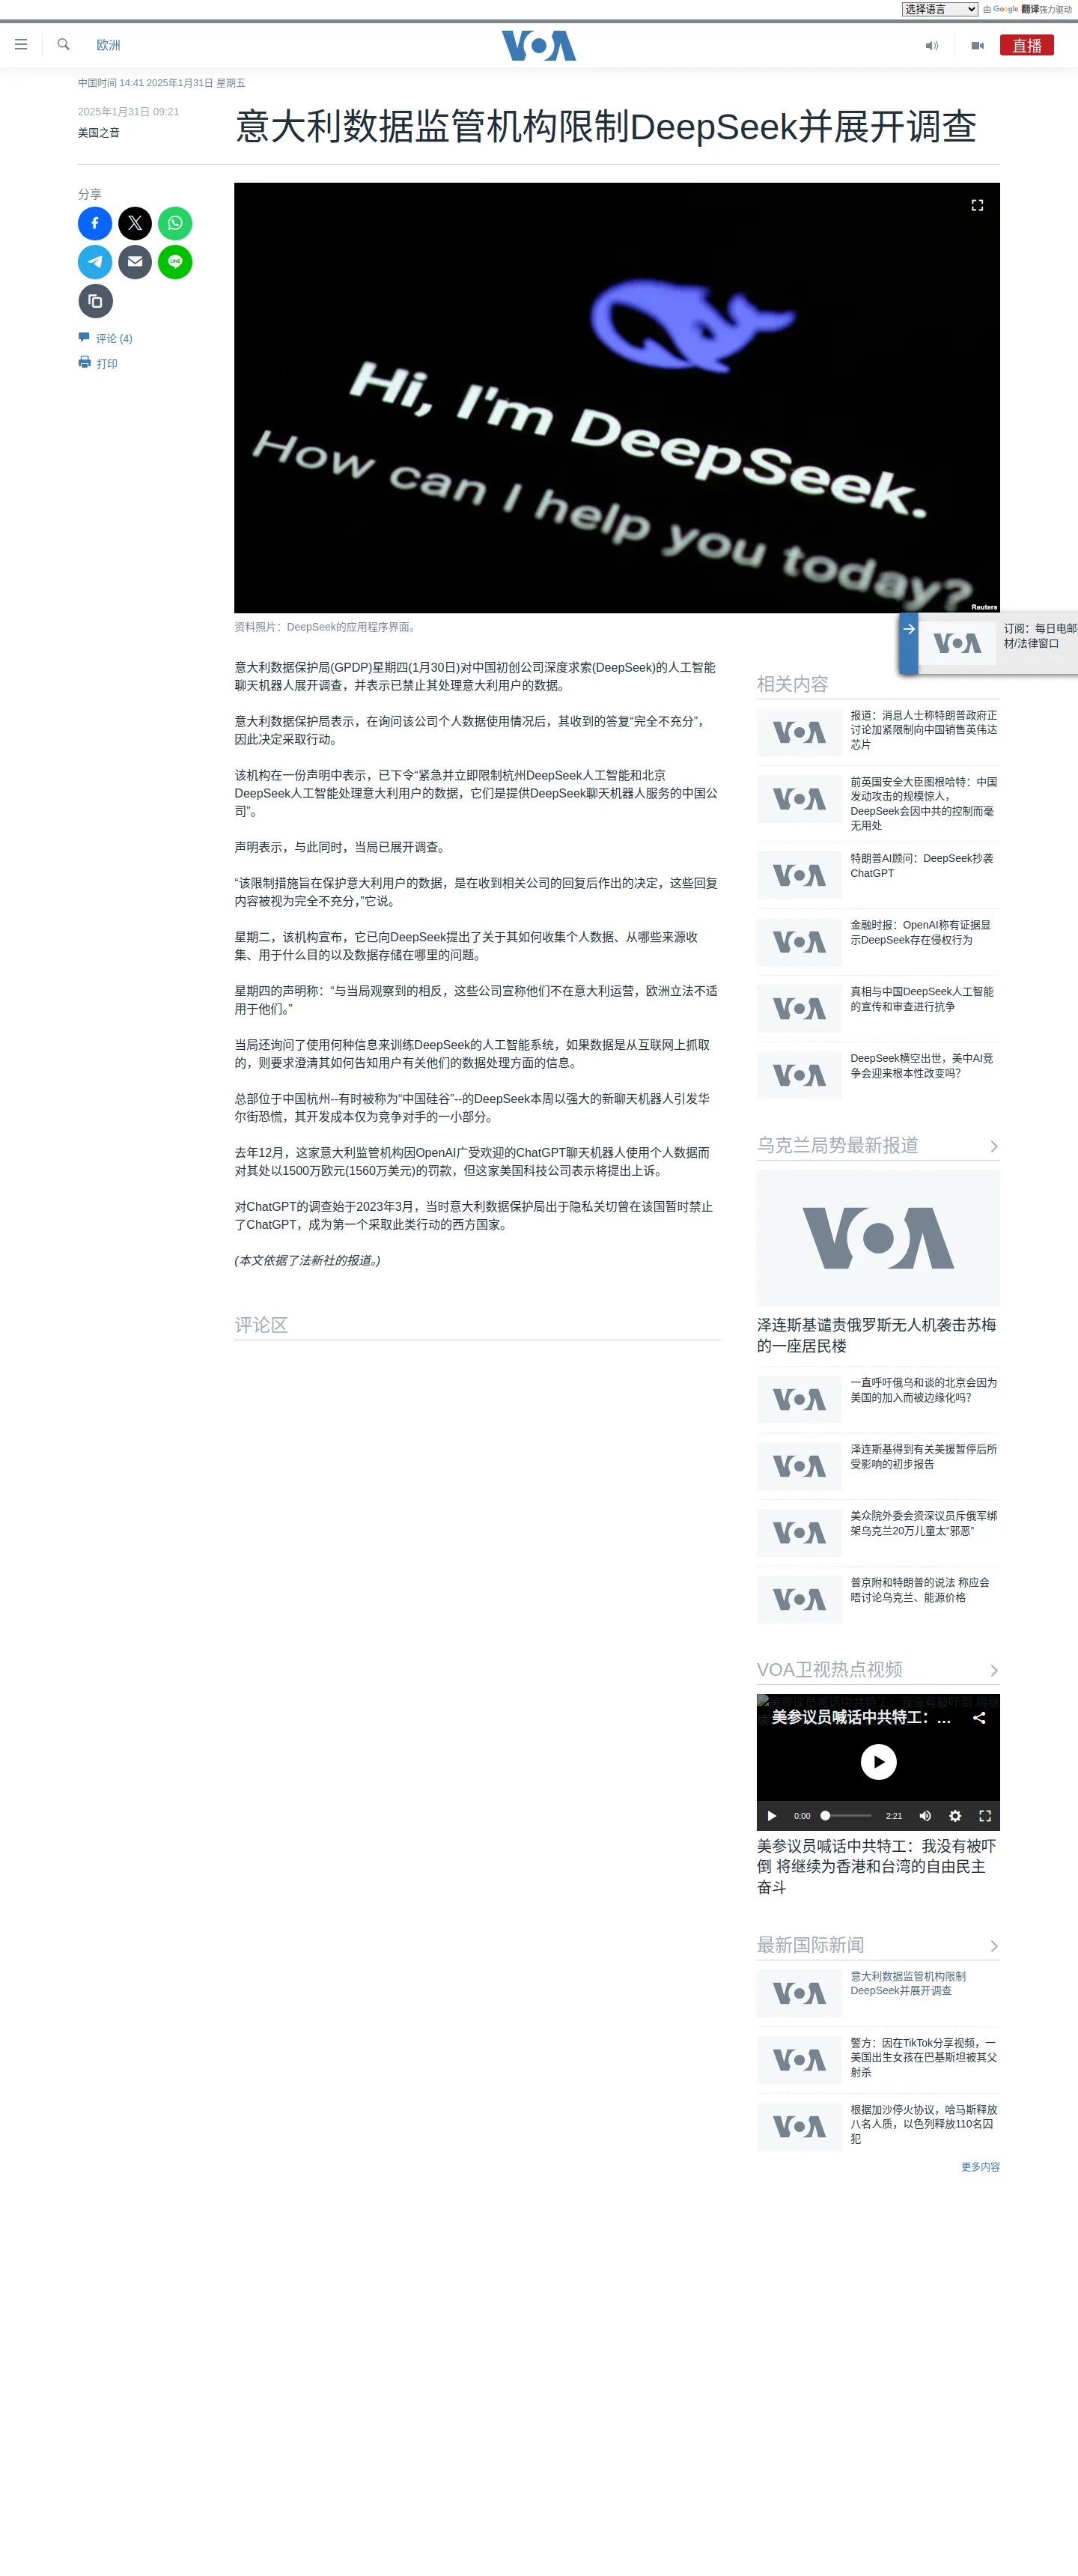 选择语言
由 Google 翻译强力驱动
欧洲
VOA
直播
中国时间 14:41 2025年1月31日 星期五
2025年1月31日 09:21
美国之音
意大利数据监管机构限制DeepSeek并展开调查
分享
LINE
评论 (4)
打印
Hi, I'm DeepSeek.
How can I help you today?
Reuters
资料照片：DeepSeek的应用程序界面。
VOA
订阅：每日电邮
材/法律窗口
意大利数据保护局(GPDP)星期四(1月30日)对中国初创公司深度求索(DeepSeek)的人工智能
聊天机器人展开调查，并表示已禁止其处理意大利用户的数据。
意大利数据保护局表示，在询问该公司个人数据使用情况后，其收到的答复“完全不充分”，
因此决定采取行动。
该机构在一份声明中表示，已下令“紧急并立即限制杭州DeepSeek人工智能和北京
DeepSeek人工智能处理意大利用户的数据，它们是提供DeepSeek聊天机器人服务的中国公
司”。
声明表示，与此同时，当局已展开调查。
“该限制措施旨在保护意大利用户的数据，是在收到相关公司的回复后作出的决定，这些回复
内容被视为完全不充分，”它说。
星期二，该机构宣布，它已向DeepSeek提出了关于其如何收集个人数据、从哪些来源收
集、用于什么目的以及数据存储在哪里的问题。
星期四的声明称：“与当局观察到的相反，这些公司宣称他们不在意大利运营，欧洲立法不适
用于他们。”
当局还询问了使用何种信息来训练DeepSeek的人工智能系统，如果数据是从互联网上抓取
的，则要求澄清其如何告知用户有关他们的数据处理方面的信息。
总部位于中国杭州--有时被称为“中国硅谷”--的DeepSeek本周以强大的新聊天机器人引发华
尔街恐慌，其开发成本仅为竞争对手的一小部分。
去年12月，这家意大利监管机构因OpenAI广受欢迎的ChatGPT聊天机器人使用个人数据而
对其处以1500万欧元(1560万美元)的罚款，但这家美国科技公司表示将提出上诉。
对ChatGPT的调查始于2023年3月，当时意大利数据保护局出于隐私关切曾在该国暂时禁止
了ChatGPT，成为第一个采取此类行动的西方国家。
(本文依据了法新社的报道。)
评论区
相关内容
VOA
报道：消息人士称特朗普政府正
讨论加紧限制向中国销售英伟达
芯片
VOA
前英国安全大臣图根哈特：中国
发动攻击的规模惊人，
DeepSeek会因中共的控制而毫
无用处
VOA
特朗普AI顾问：DeepSeek抄袭
ChatGPT
VOA
金融时报：OpenAI称有证据显
示DeepSeek存在侵权行为
VOA
真相与中国DeepSeek人工智能
的宣传和审查进行抗争
VOA
DeepSeek横空出世，美中AI竞
争会迎来根本性改变吗？
乌克兰局势最新报道
VOA
泽连斯基谴责俄罗斯无人机袭击苏梅
的一座居民楼
VOA
一直呼吁俄乌和谈的北京会因为
美国的加入而被边缘化吗？
VOA
泽连斯基得到有关美援暂停后所
受影响的初步报告
VOA
美众院外委会资深议员斥俄军绑
架乌克兰20万儿童太“邪恶”
VOA
普京附和特朗普的说法 称应会
晤讨论乌克兰、能源价格
VOA卫视热点视频
美参议员喊话中共特工：我没有被吓倒 将继
美参议员喊话中共特工：...
0:00
2:21
美参议员喊话中共特工：我没有被吓
倒 将继续为香港和台湾的自由民主
奋斗
最新国际新闻
VOA
意大利数据监管机构限制
DeepSeek并展开调查
VOA
警方：因在TikTok分享视频，一
美国出生女孩在巴基斯坦被其父
射杀
VOA
根据加沙停火协议，哈马斯释放
八名人质，以色列释放110名囚
犯
更多内容